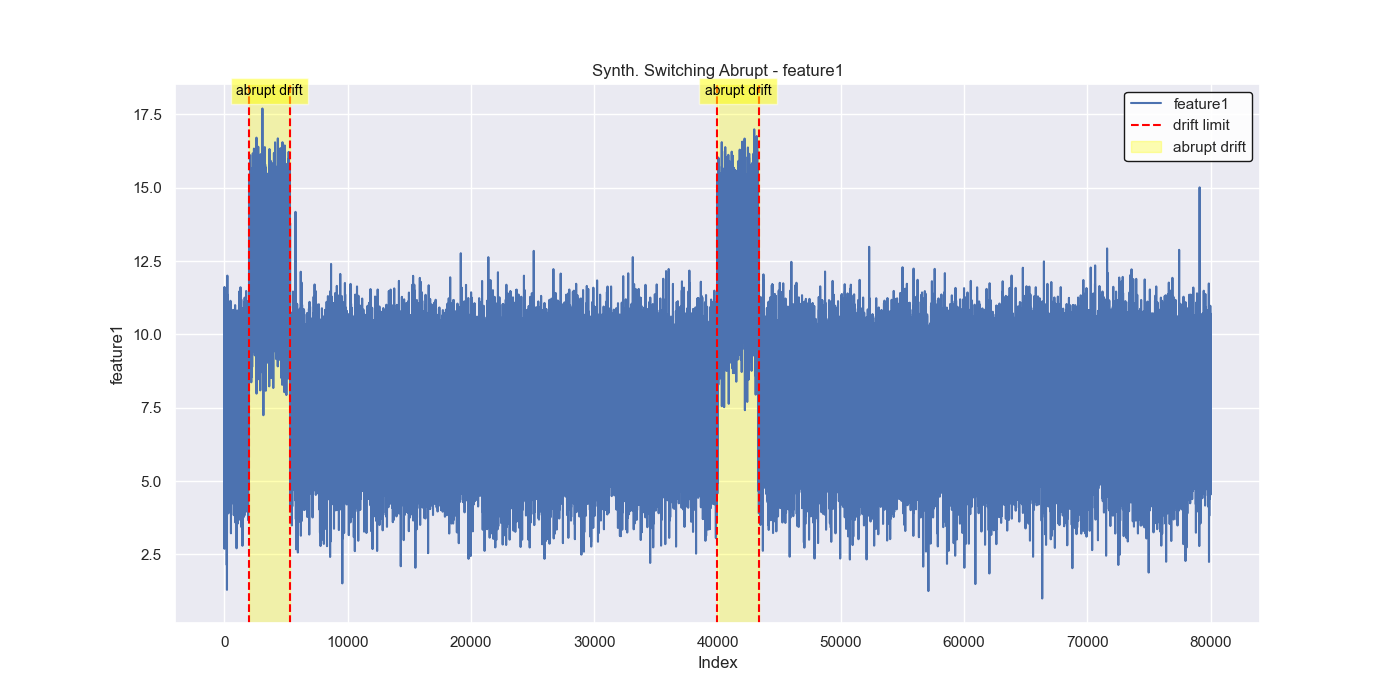 Synth. Switching Abrupt - feature1
abrupt drift
abrupt drift
feature1
drift limit
abrupt drift
17.5
15.0
12.5
10.0
7.5
5.0
2.5
feature1
0
10000
20000
30000
40000
50000
60000
70000
80000
Index